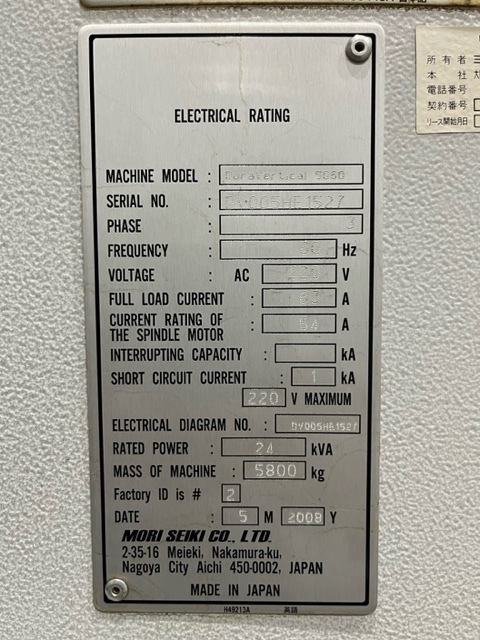 ELECTRICAL RATING
MACHINE MODEL : DuraVertical 5060
SERIAL NO. : DV005HE1527
PHASE : 3
FREQUENCY : Hz
VOLTAGE AC V
FULL LOAD CURRENT : A
CURRENT RATING OF
THE SPINDLE MOTOR : 54 A
INTERRUPTING CAPACITY : kA
SHORT CIRCUIT CURRENT : 1 kA
220 V MAXIMUM
ELECTRICAL DIAGRAM NO. : DV005HE1527
RATED POWER : 24 kVA
MASS OF MACHINE : 5800 kg
Factory ID is # 2
DATE 5 M 2008 Y
MORI SEIKI CO., LTD.
2-35-16 Meieki, Nakamura-ku,
Nagoya City Aichi 450-0002, JAPAN
MADE IN JAPAN
H49213A 英語
所有者 三
本社
電話番号
契約番号
リース開始月日